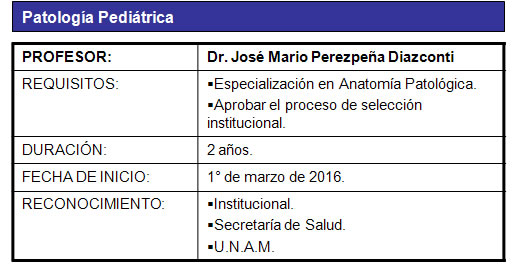 Patología Pediátrica
PROFESOR: Dr. José Mario Perezpeña Diazconti
REQUISITOS: ▪Especialización en Anatomía Patológica.
▪Aprobar el proceso de selección
institucional.
DURACIÓN: 2 años.
FECHA DE INICIO: 1° de marzo de 2016.
RECONOCIMIENTO: ▪Institucional.
▪Secretaría de Salud.
▪U.N.A.M.